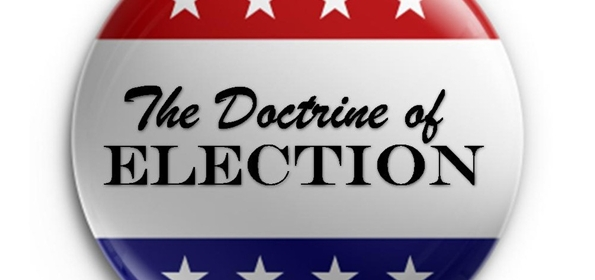 The Doctrine of
ELECTION